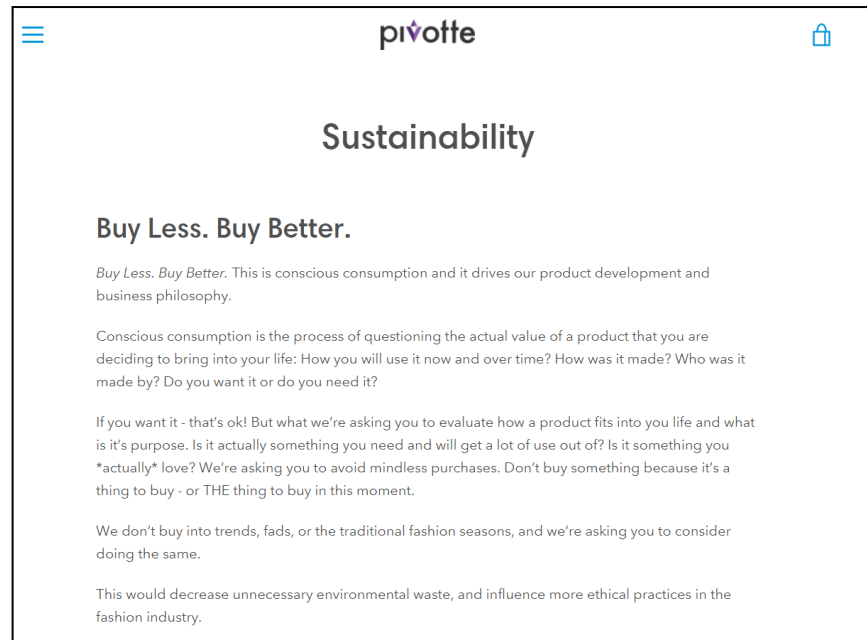 pivotte
Sustainability
Buy Less. Buy Better.
Buy Less. Buy Better. This is conscious consumption and it drives our product development and
business philosophy.
Conscious consumption is the process of questioning the actual value of a product that you are
deciding to bring into your life: How you will use it now and over time? How was it made? Who was it
made by? Do you want it or do you need it?
If you want it - that's ok! But what we're asking you to evaluate how a product fits into you life and what
is it's purpose. Is it actually something you need and will get a lot of use out of? Is it something you
*actually* love? We're asking you to avoid mindless purchases. Don't buy something because it's a
thing to buy - or THE thing to buy in this moment.
We don't buy into trends, fads, or the traditional fashion seasons, and we're asking you to consider
doing the same.
This would decrease unnecessary environmental waste, and influence more ethical practices in the
fashion industry.